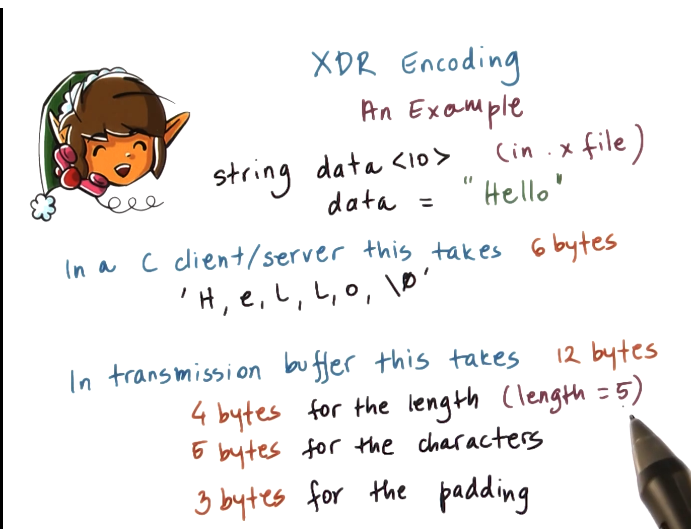 XDR Encoding
An Example
string data <10> (in .x file)
data = "Hello"
In a C client/server this takes 6 bytes
'H, e, L, L, o, \0'
In transmission buffer this takes 12 bytes
4 bytes for the length (length = 5)
5 bytes for the characters
3 bytes for the padding